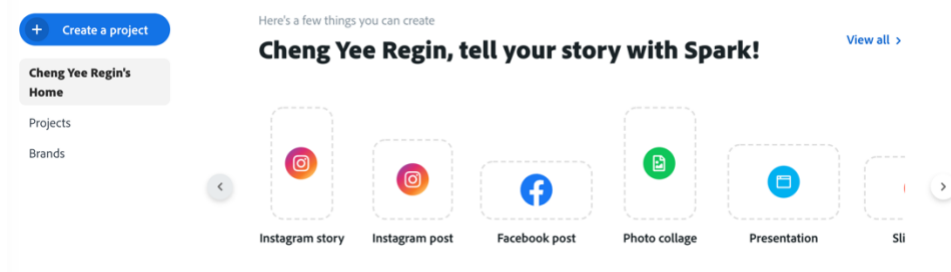 Create a project
Cheng Yee Regin's
Home
Projects
Brands
Here's a few things you can create
Cheng Yee Regin, tell your story with Spark!
View all
Instagram story
Instagram post
Facebook post
Photo collage
Presentation
Sli